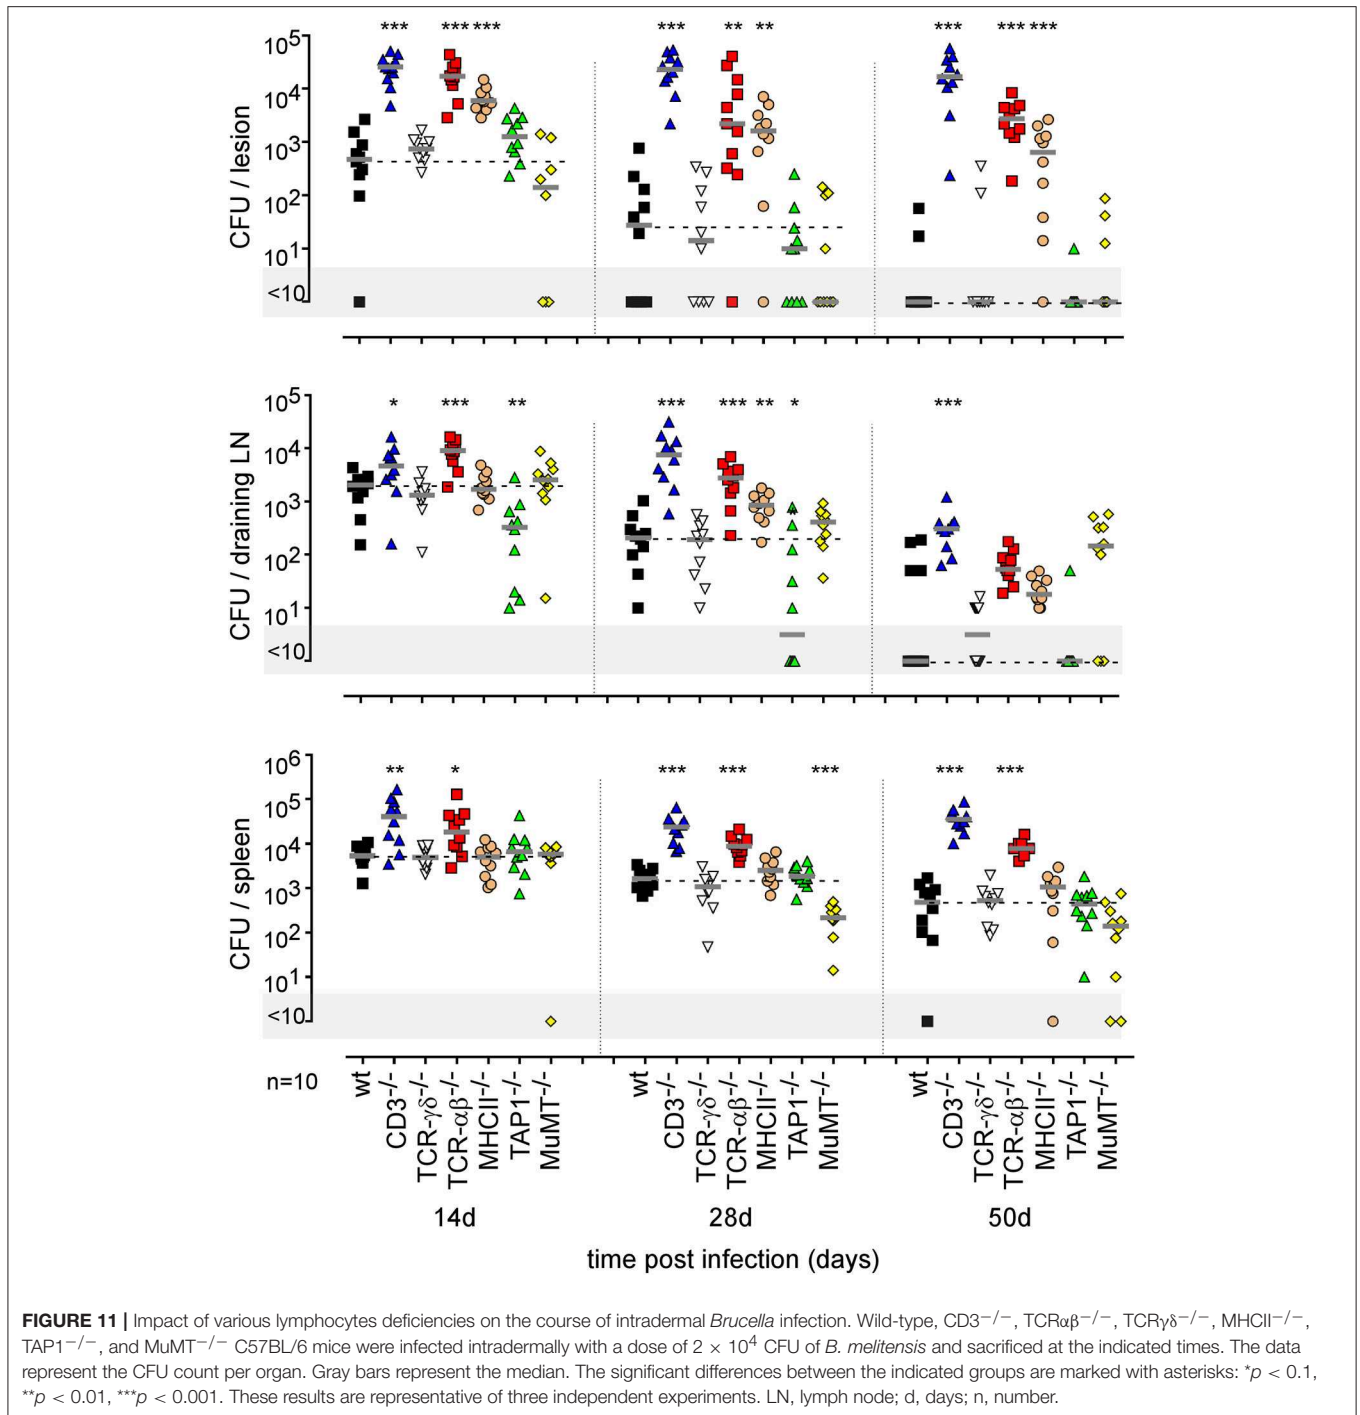 *** *** *** *** ** ** *** *** ***
10^5
10^4
10^3
10^2
10^1
<10
CFU / lesion
* *** ** *** *** ** * ***
10^5
10^4
10^3
10^2
10^1
<10
CFU / draining LN
** * *** *** *** *** ***
10^6
10^5
10^4
10^3
10^2
10^1
<10
CFU / spleen
n=10
wt CD3-/- TCR-γδ-/- TCR-αβ-/- MHCII-/- TAP1-/- MuMT-/- wt CD3-/- TCR-γδ-/- TCR-αβ-/- MHCII-/- TAP1-/- MuMT-/- wt CD3-/- TCR-γδ-/- TCR-αβ-/- MHCII-/- TAP1-/- MuMT-/-
14d 28d 50d
time post infection (days)
FIGURE 11 | Impact of various lymphocytes deficiencies on the course of intradermal Brucella infection. Wild-type, CD3−/−, TCRαβ−/−, TCRγδ−/−, MHCII−/−,
TAP1−/−, and MuMT−/− C57BL/6 mice were infected intradermally with a dose of 2 × 10^4 CFU of B. melitensis and sacrificed at the indicated times. The data
represent the CFU count per organ. Gray bars represent the median. The significant differences between the indicated groups are marked with asterisks: *p < 0.1,
**p < 0.01, ***p < 0.001. These results are representative of three independent experiments. LN, lymph node; d, days; n, number.